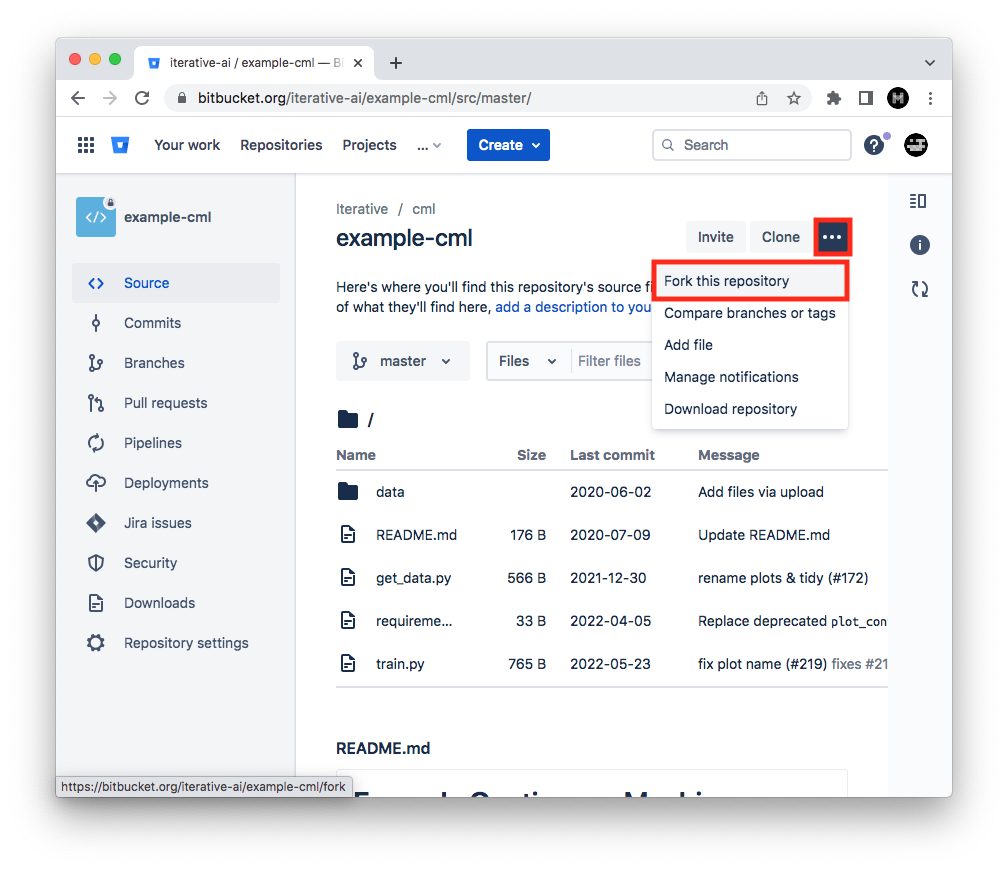 iterative-ai / example-cml — B
bitbucket.org/iterative-ai/example-cml/src/master/
Your work Repositories Projects ... Create Search
example-cml
Source
Commits
Branches
Pull requests
Pipelines
Deployments
Jira issues
Security
Downloads
Repository settings
Iterative / cml
example-cml
Invite Clone
Here's where you'll find this repository's source
of what they'll find here, add a description to you
Fork this repository
Compare branches or tags
Add file
Manage notifications
Download repository
master Files Filter files
/
Name Size Last commit Message
data 2020-06-02 Add files via upload
README.md 176 B 2020-07-09 Update README.md
get_data.py 566 B 2021-12-30 rename plots & tidy (#172)
requireme... 33 B 2022-04-05 Replace deprecated plot_con
train.py 765 B 2022-05-23 fix plot name (#219) fixes #21
README.md
https://bitbucket.org/iterative-ai/example-cml/fork